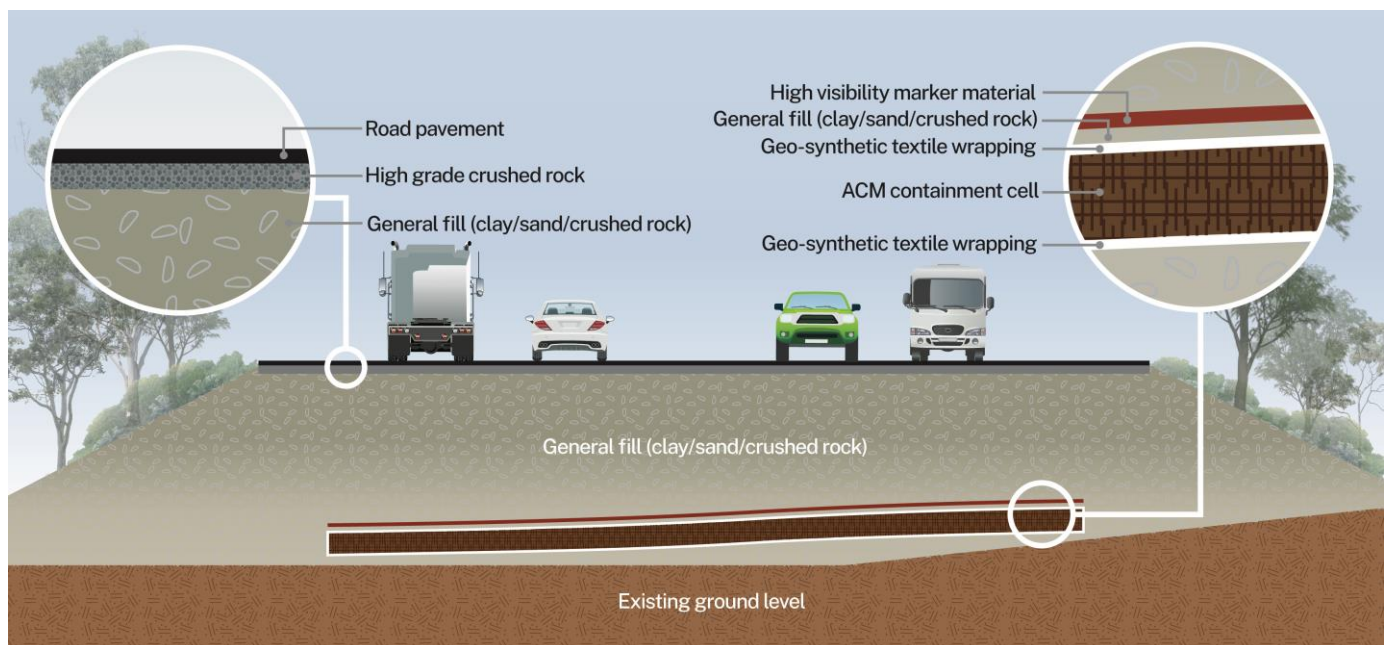 Road pavement
High grade crushed rock
General fill (clay/sand/crushed rock)
High visibility marker material
General fill (clay/sand/crushed rock)
Geo-synthetic textile wrapping
ACM containment cell
Geo-synthetic textile wrapping
General fill (clay/sand/crushed rock)
Existing ground level